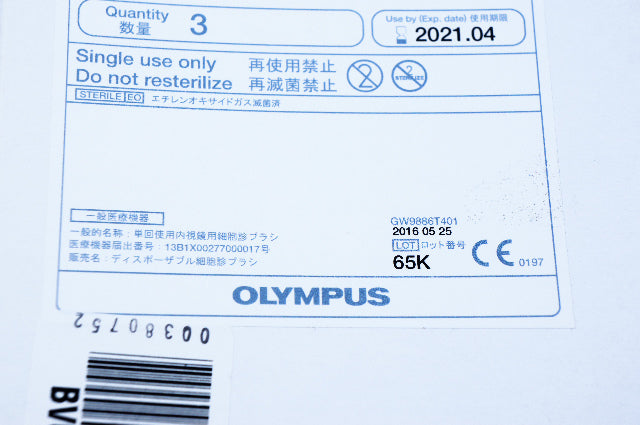 Quantity
数量 3
Use by (Exp. date) 使用期限
2021.04
Single use only 再使用禁止
Do not resterilize 再滅菌禁止
2
2
STERILIZE
STERILE EO エチレンオキサイドガス滅菌済
一般医療機器
一般的名称：単回使用内視鏡用細胞診ブラシ
医療機器届出番号：13B1X00277000017号
販売名：ディスポーザブル細胞診ブラシ
GW9886T401
2016 05 25
LOT ロット番号
65K
CE 0197
OLYMPUS
00380752
BV